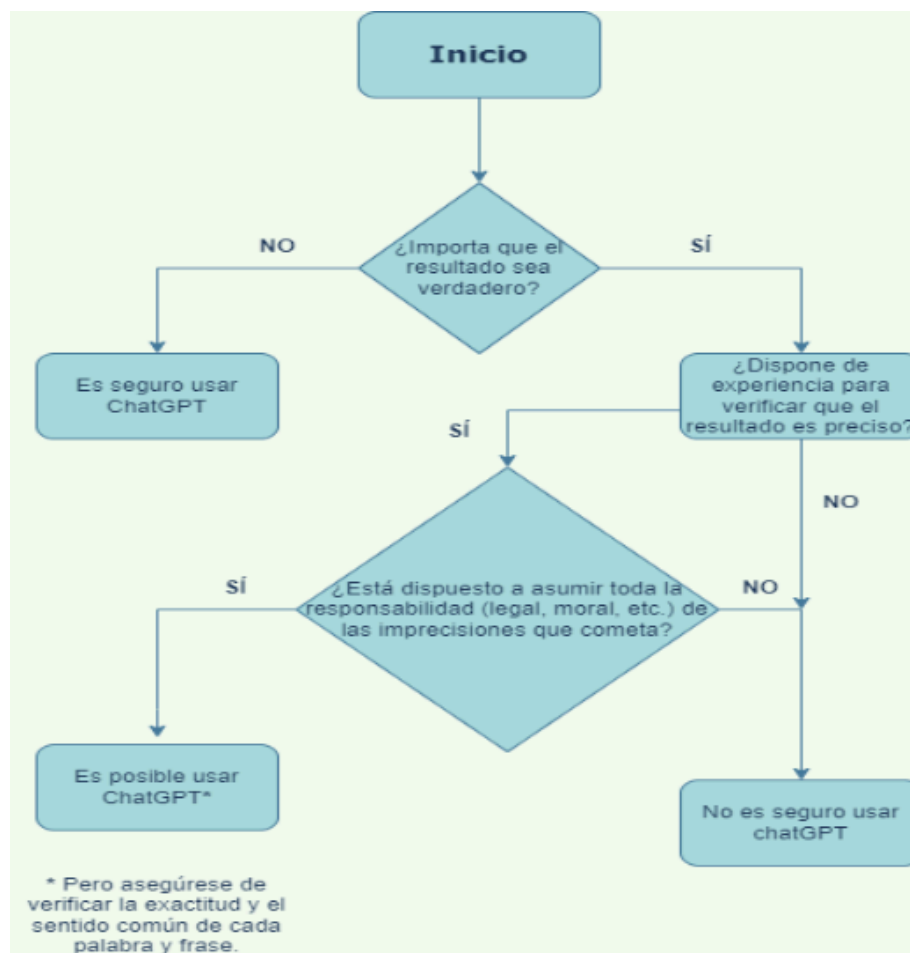 Inicio
¿Importa que el
resultado sea
verdadero?
NO
SÍ
Es seguro usar
ChatGPT
¿Dispone de
experiencia para
verificar que el
resultado es preciso?
SÍ
NO
¿Está dispuesto a asumir toda la
responsabilidad (legal, moral, etc.) de
las imprecisiones que cometa?
SÍ
NO
Es posible usar
ChatGPT*
No es seguro usar
chatGPT
* Pero asegúrese de
verificar la exactitud y el
sentido común de cada
palabra y frase.